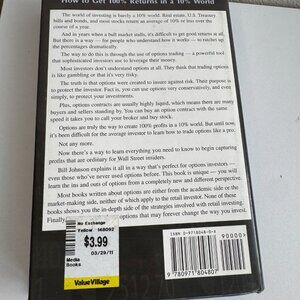 How to Get 100% Returns in a 10% World
The world of investing is barely a 10% world. Real estate, U.S. Treasury
bills and bonds, and most stocks return an average of 10% or less over the
course of a year.
And in years when a bull market stalls, it's difficult to get result returns at all.
But there is a way — for people who understand how it works — to rachet up
the percentages dramatically.
The way to do this is through the use of options trading — a powerful tool that
sophisticated investors use to leverage their money.
Most investors don't understand options at all. They think that trading options
is like gambling or that it's very risky.
The truth is that options were created to insure against risk. Their purpose is to
protect the investor. Fact is, you can use options very conservatively, and even
simply, to protect your investments.
Plus, options contracts are usually highly liquid, which means there are many
buyers and sellers standing by. You can buy an option contract with the same
speed it takes you to call your broker and buy stock.
Options are truly the way to create 100% profits in a 10% world. But until
now, it's been difficult for the average investor to learn how to trade options like a pro.
Not any more.
Now there's a way to learn everything you need to know to begin capturing
profits that are ordinarily for Wall Street insiders.
Bill Johnson explains it all in a way that's perfect for options investors —
even those who've never used options before. This book is unique — you will
learn the ins and outs of options from a completely new and different perspective.
Most books written about options are either from the academic side or the
market-making side, neither of which apply to the retail investor. None of these
books shows you the in-depth side of the strategies involved with retail investing.
Finally
options that may forever change the way you invest.
No Exchange
Yellow 148092
$3.99
03/29/11
Media
Books
Value Village
ISBN 0-9718048-0-X
90000>
9 780971 804807